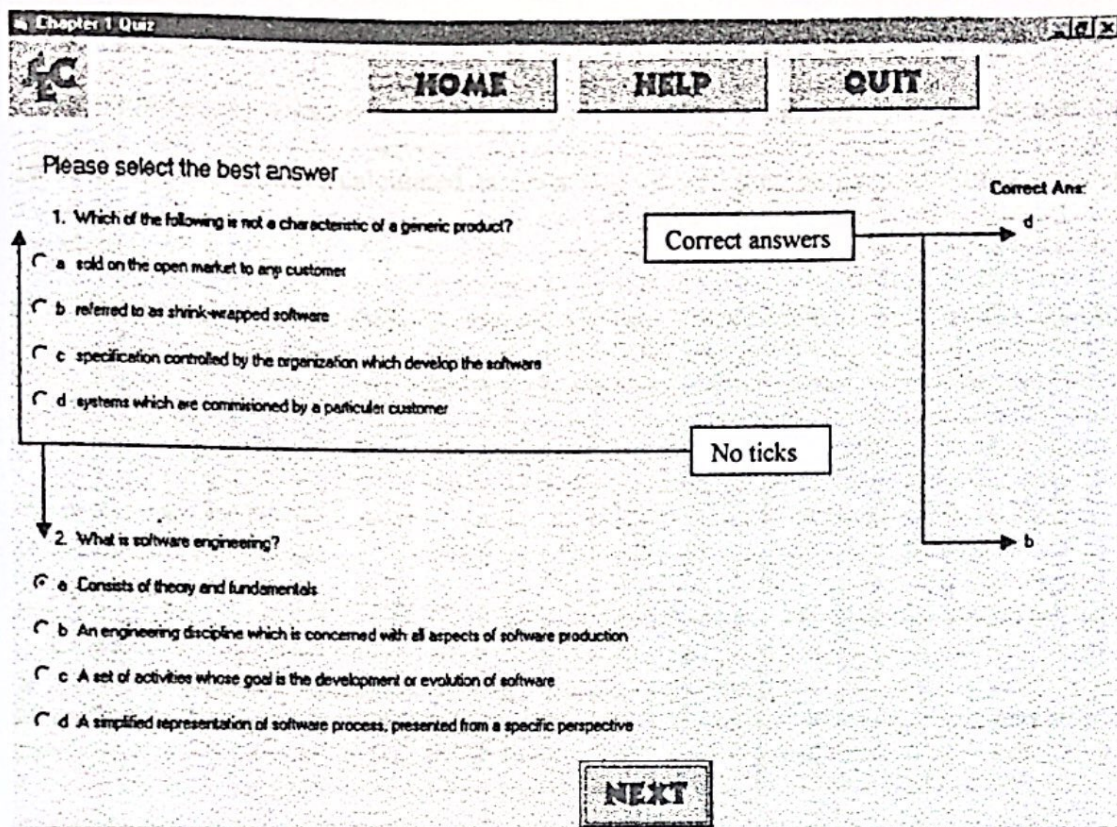 Chapter 1 Quiz
HOME HELP QUIT
Please select the best answer
Correct Ans:
1. Which of the following is not a characteristic of a generic product?
Correct answers
d
a sold on the open market to any customer
b referred to as shrink-wrapped software
c specification controlled by the organization which develop the software
d systems which are commisioned by a particular customer
No ticks
2. What is software engineering?
b
a Consists of theory and fundamentals
b An engineering discipline which is concerned with all aspects of software production
c A set of activities whose goal is the development or evolution of software
d A simplified representation of software process, presented from a specific perspective
NEXT